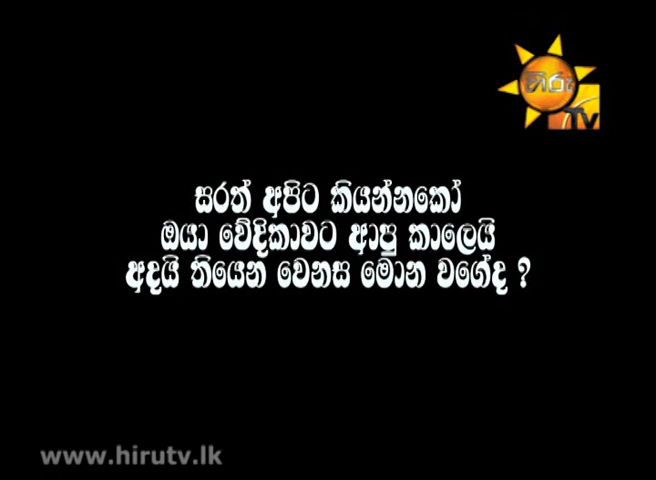 හිරු
Tv
සරත් අපිට කියන්නකෝ
ඔයා වේදිකාවට ආපු කාලෙයි
අදයි තියෙන වෙනස මොන වගේද ?
www.hirutv.lk